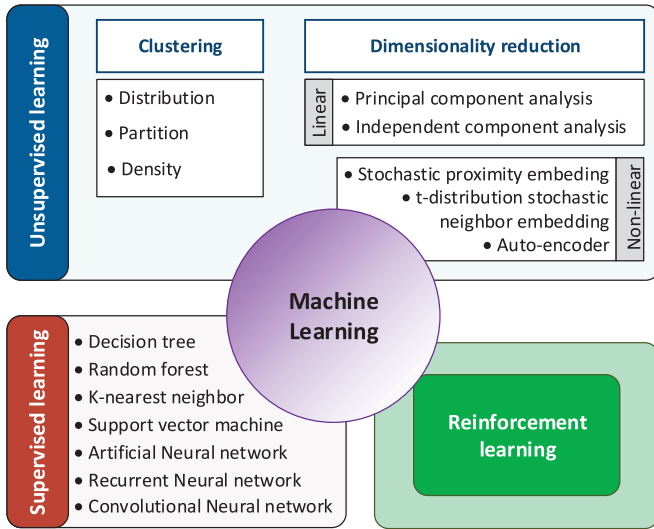 Unsupervised learning
Clustering
• Distribution
• Partition
• Density
Dimensionality reduction
Linear
• Principal component analysis
• Independent component analysis
• Stochastic proximity embeding
• t-distribution stochastic
neighbor embedding
• Auto-encoder
Non-linear
Machine
Learning
Supervised learning
• Decision tree
• Random forest
• K-nearest neighbor
• Support vector machine
• Artificial Neural network
• Recurrent Neural network
• Convolutional Neural network
Reinforcement
learning